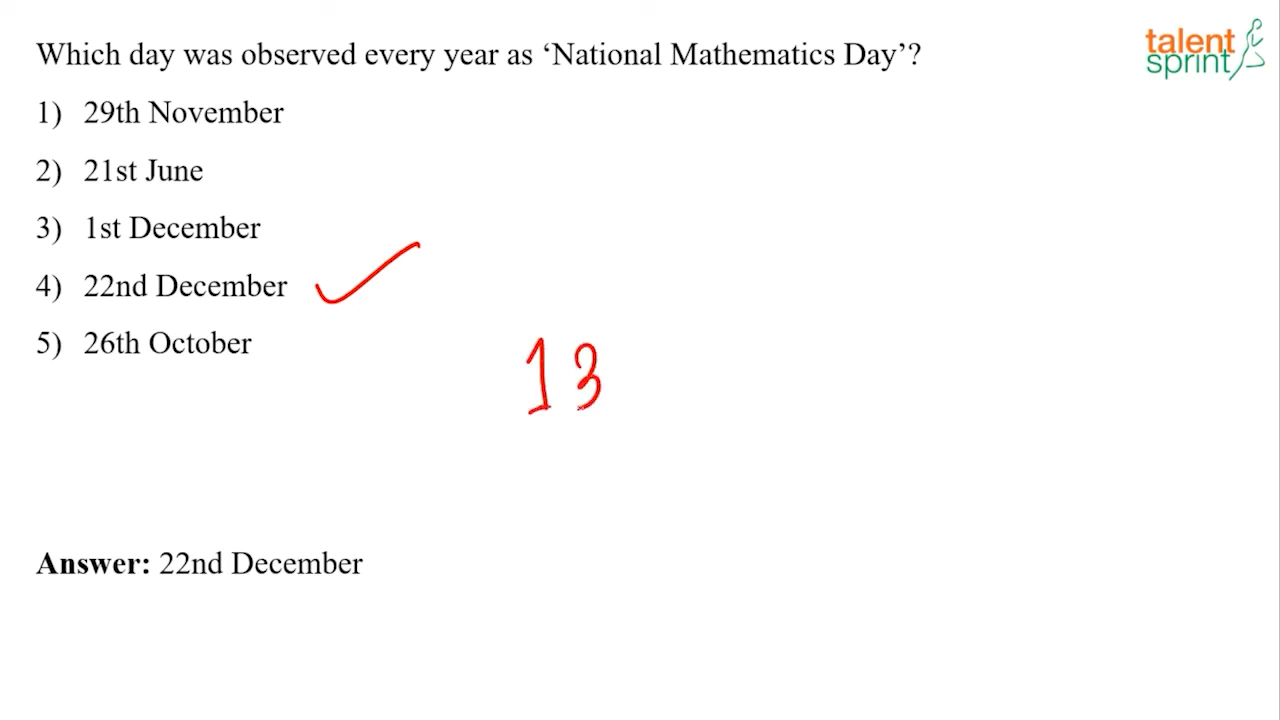 Which day was observed every year as ‘National Mathematics Day’?
talent
sprint
1) 29th November
2) 21st June
3) 1st December
4) 22nd December
5) 26th October
13
Answer: 22nd December